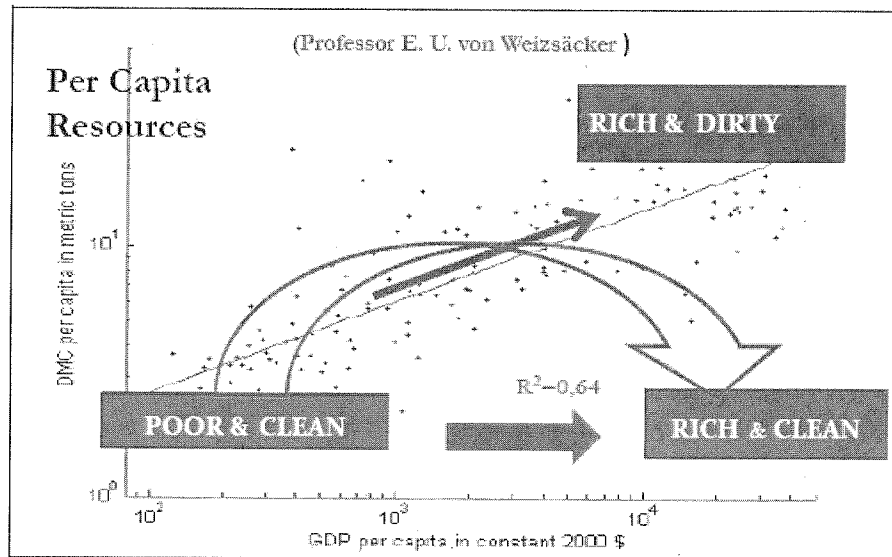 (Professor E. U. von Weizsäcker)
Per Capita
Resources
RICH & DIRTY
DMC per capita in metric tons
10¹
R²–0,64
POOR & CLEAN
RICH & CLEAN
10⁰
10²
10³
10⁴
GDP per capita in constant 2000 $